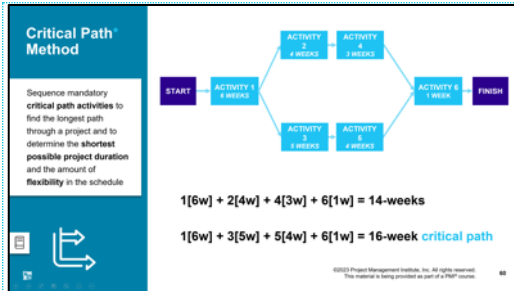 Critical Path*
Method
Sequence mandatory
critical path activities to
find the longest path
through a project and to
determine the shortest
possible project duration
and the amount of
flexibility in the schedule
START
ACTIVITY 1
6 WEEKS
ACTIVITY
2
4 WEEKS
ACTIVITY
4
3 WEEKS
ACTIVITY
3
5 WEEKS
ACTIVITY
5
4 WEEKS
ACTIVITY 6
1 WEEK
FINISH
1[6w] + 2[4w] + 4[3w] + 6[1w] = 14-weeks
1[6w] + 3[5w] + 5[4w] + 6[1w] = 16-week critical path
©2023 Project Management Institute, Inc. All rights reserved.
This material is being provided as part of a PMP® course.
60